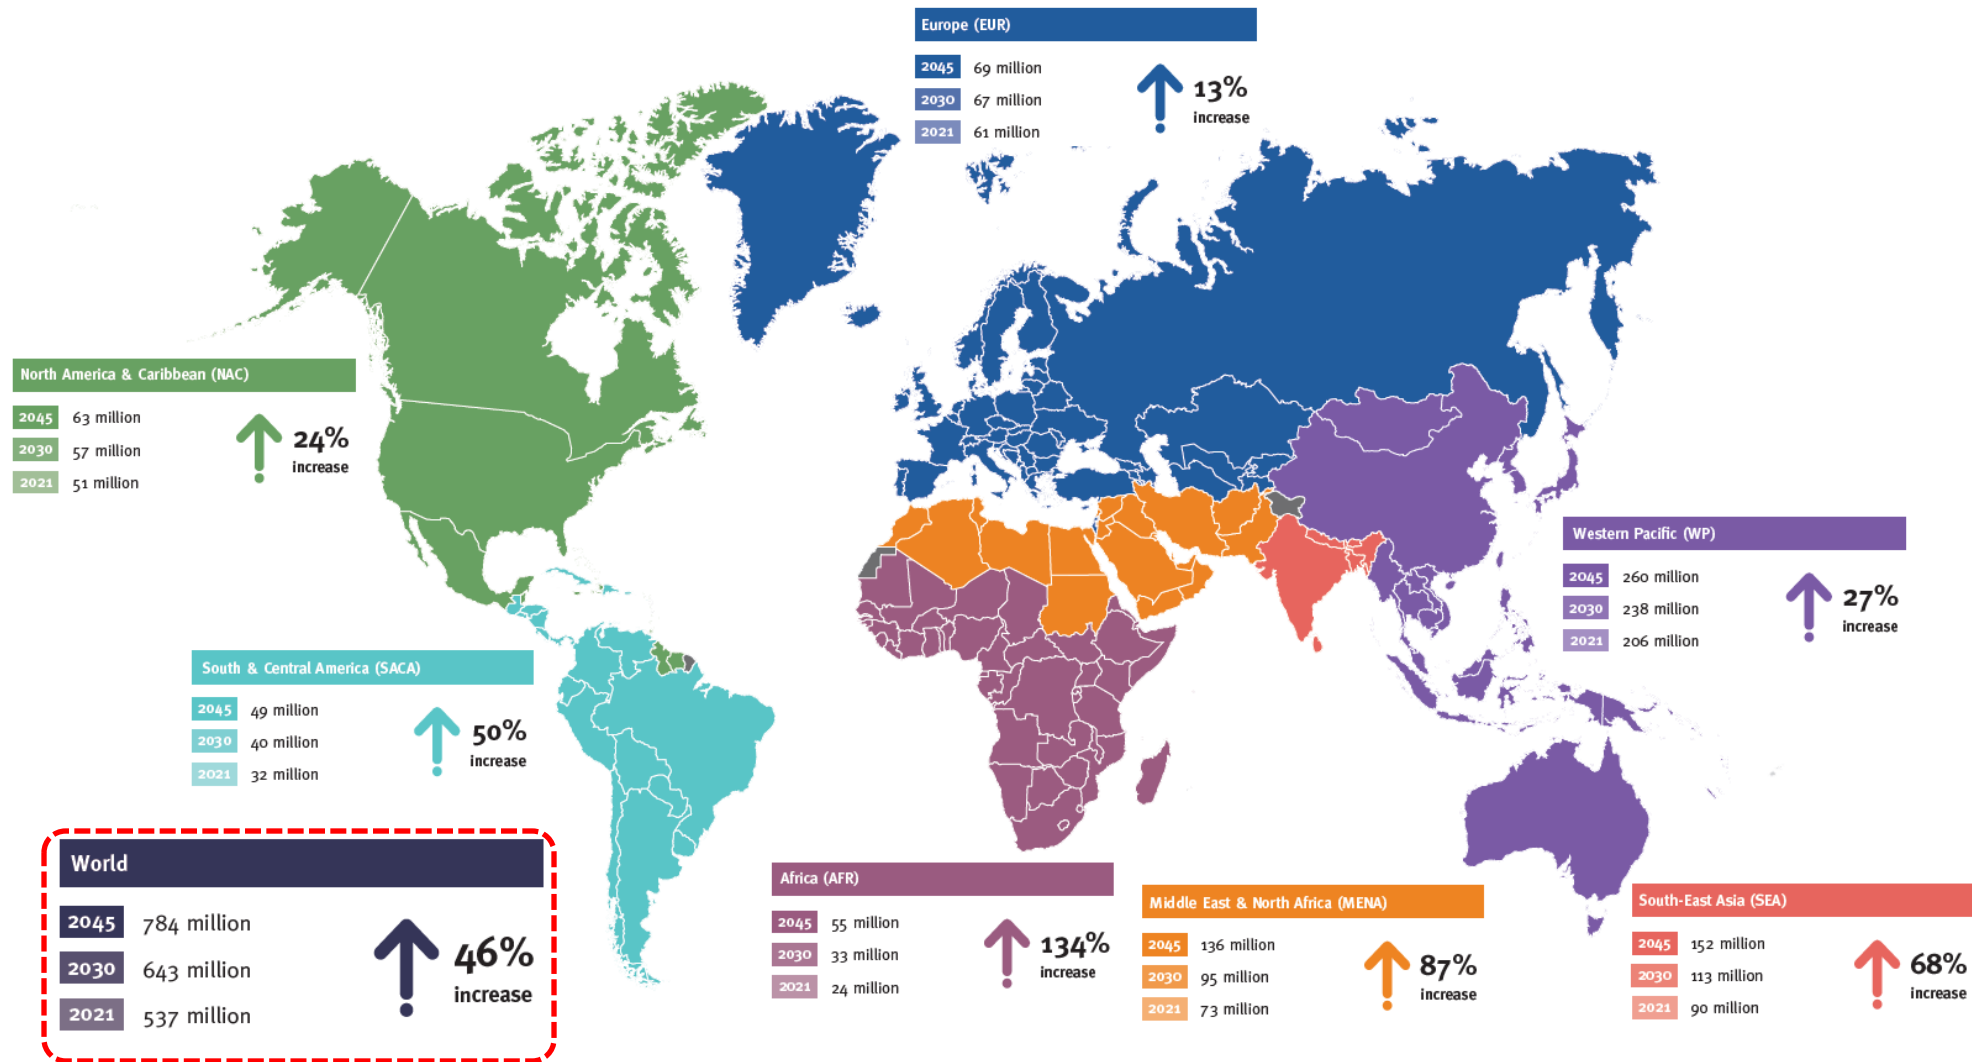 Europe (EUR)
2045 69 million
2030 67 million
2021 61 million
13%
increase
North America & Caribbean (NAC)
2045 63 million
2030 57 million
2021 51 million
24%
increase
Western Pacific (WP)
2045 260 million
2030 238 million
2021 206 million
27%
increase
South & Central America (SACA)
2045 49 million
2030 40 million
2021 32 million
50%
increase
World
2045 784 million
2030 643 million
2021 537 million
46%
increase
Africa (AFR)
2045 55 million
2030 33 million
2021 24 million
134%
increase
Middle East & North Africa (MENA)
2045 136 million
2030 95 million
2021 73 million
87%
increase
South-East Asia (SEA)
2045 152 million
2030 113 million
2021 90 million
68%
increase